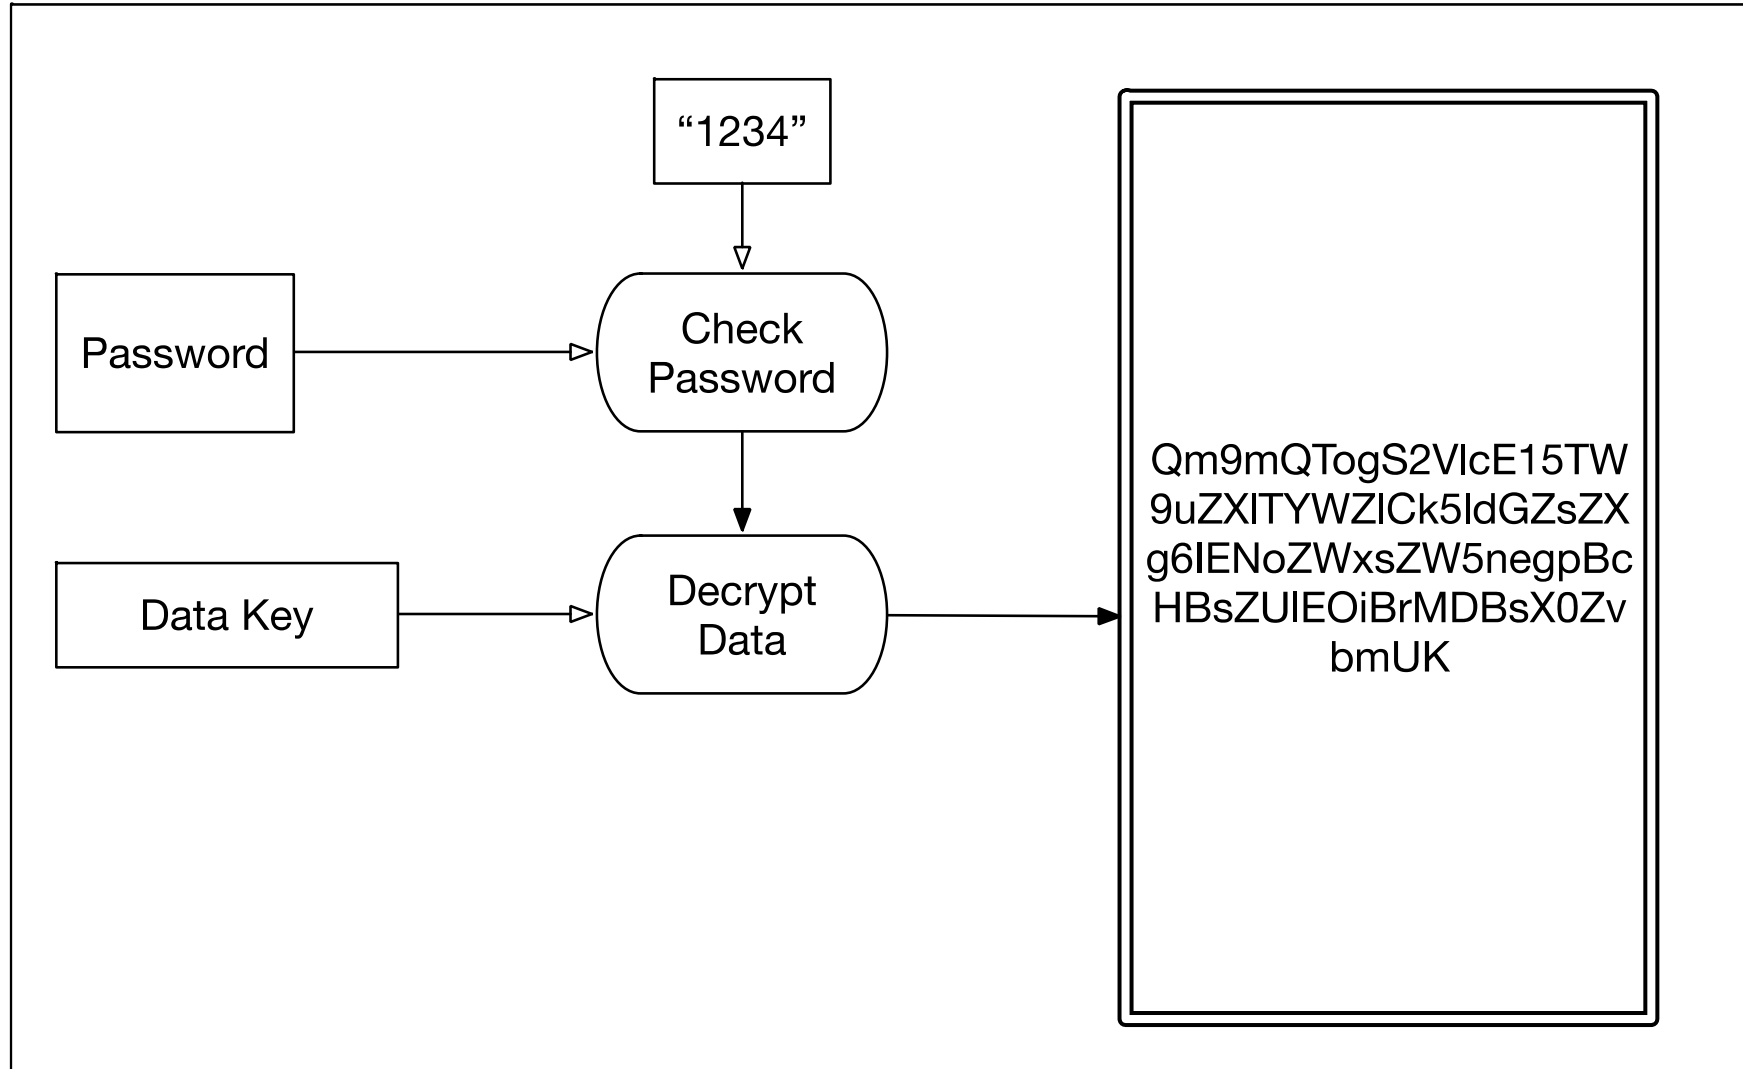 “1234”
Password
Check
Password
Data Key
Decrypt
Data
Qm9mQTogS2VlcE15TW
9uZXlTYWZlCk5ldGZsZX
g6IENoZWxsZW5negpBc
HBsZUlEOiBrMDBsX0Zv
bmUK